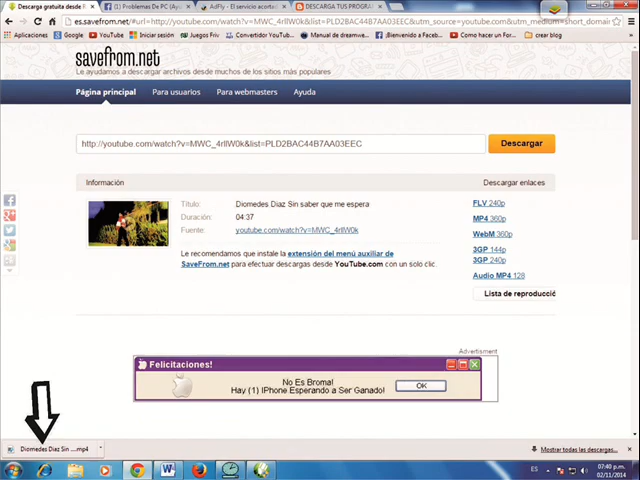 Descarga gratuita desde
(1) Problemas De PC (Ayu
AdFly - El servicio acortad
DESCARGA TUS PROGRA
es.savefrom.net/#url=http://youtube.com/watch?v=MWC_4rIlW0k&list=PLD2BAC44B7AA03EEC&utm_source=youtube.com&utm_medium=short_domain
Outlook
YouTube
Iniciar sesión
Juegos Friv
Convertidor YouTub...
Manual de dreamwe...
¡Bienvenido a Faceb...
Como hacer un For...
crear blog
savefrom.net
Le ayudamos a descargar archivos desde muchos de los sitios más populares
Página principal
Para usuarios
Para webmasters
Ayuda
http://youtube.com/watch?v=MWC_4rIlW0k&list=PLD2BAC44B7AA03EEC
Descargar
Información
Descargar enlaces
Título: Diomedes Diaz Sin saber que me espera
Duración: 04:37
Fuente: youtube.com/watch?v=MWC_4rIlW0k
Le recomendamos que instale la extensión del menú auxiliar de
SaveFrom.net para efectuar descargas desde YouTube.com con un solo clic.
FLV 240p
MP4 360p
WebM 360p
3GP 144p
3GP 240p
Audio MP4 128
Lista de reproducció
Advertisment
Felicitaciones!
No Es Broma!
Hay (1) IPhone Esperando a Ser Ganado!
OK
Diomedes Diaz Sin ....mp4
Mostrar todas las descargas...
ES
07:40 p.m.
02/11/2014